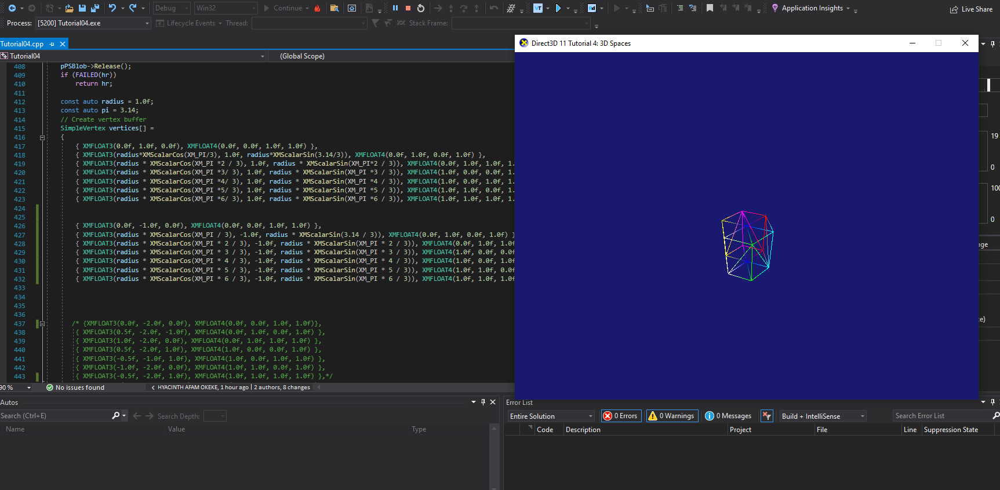 Debug
Win32
Continue
Application Insights
Live Share
Process: [5200] Tutorial04.exe
Lifecycle Events
Thread:
Stack Frame:
Tutorial04.cpp
Direct3D 11 Tutorial 4: 3D Spaces
Tutorial04
(Global Scope)
408 pPSBlob->Release();
409 if (FAILED(hr))
410 return hr;
411
412 const auto radius = 1.0f;
413 const auto pi = 3.14;
414 // Create vertex buffer
415 SimpleVertex vertices[] =
416 {
417 { XMFLOAT3(0.0f, 1.0f, 0.0f), XMFLOAT4(0.0f, 0.0f, 1.0f, 1.0f) },
418 { XMFLOAT3(radius*XMScalarCos(XM_PI/3), 1.0f, radius*XMScalarSin(3.14/3)), XMFLOAT4(0.0f, 1.0f, 0.0f, 1.0f) },
419 { XMFLOAT3(radius * XMScalarCos(XM_PI *2 / 3), 1.0f, radius * XMScalarSin(XM_PI*2 / 3)), XMFLOAT4(0.0f, 1.0f, 1.0f, 1.
420 { XMFLOAT3(radius * XMScalarCos(XM_PI *3/ 3), 1.0f, radius * XMScalarSin(XM_PI *3 / 3)), XMFLOAT4(1.0f, 0.0f, 0.0f, 1.
421 { XMFLOAT3(radius * XMScalarCos(XM_PI *4/ 3), 1.0f, radius * XMScalarSin(XM_PI *4 / 3)), XMFLOAT4(1.0f, 0.0f, 1.0f, 1.
422 { XMFLOAT3(radius * XMScalarCos(XM_PI *5/ 3), 1.0f, radius * XMScalarSin(XM_PI *5 / 3)), XMFLOAT4(1.0f, 1.0f, 0.0f, 1.
423 { XMFLOAT3(radius * XMScalarCos(XM_PI *6/ 3), 1.0f, radius * XMScalarSin(XM_PI *6 / 3)), XMFLOAT4(1.0f, 1.0f, 1.0f, 1.
424
425
426 { XMFLOAT3(0.0f, -1.0f, 0.0f), XMFLOAT4(0.0f, 0.0f, 1.0f, 1.0f) },
427 { XMFLOAT3(radius * XMScalarCos(XM_PI / 3), -1.0f, radius * XMScalarSin(3.14 / 3)), XMFLOAT4(0.0f, 1.0f, 0.0f, 1.0f) }
428 { XMFLOAT3(radius * XMScalarCos(XM_PI * 2 / 3), -1.0f, radius * XMScalarSin(XM_PI * 2 / 3)), XMFLOAT4(0.0f, 1.0f, 1.0f
429 { XMFLOAT3(radius * XMScalarCos(XM_PI * 3 / 3), -1.0f, radius * XMScalarSin(XM_PI * 3 / 3)), XMFLOAT4(1.0f, 0.0f, 0.0f
430 { XMFLOAT3(radius * XMScalarCos(XM_PI * 4 / 3), -1.0f, radius * XMScalarSin(XM_PI * 4 / 3)), XMFLOAT4(1.0f, 0.0f, 1.0f
431 { XMFLOAT3(radius * XMScalarCos(XM_PI * 5 / 3), -1.0f, radius * XMScalarSin(XM_PI * 5 / 3)), XMFLOAT4(1.0f, 1.0f, 0.0f
432 { XMFLOAT3(radius * XMScalarCos(XM_PI * 6 / 3), -1.0f, radius * XMScalarSin(XM_PI * 6 / 3)), XMFLOAT4(1.0f, 1.0f, 1.0f
433
434
435
436
437 /* {XMFLOAT3(0.0f, -2.0f, 0.0f), XMFLOAT4(0.0f, 0.0f, 1.0f, 1.0f)},
438 { XMFLOAT3(0.5f, -2.0f, -1.0f), XMFLOAT4(0.0f, 1.0f, 0.0f, 1.0f) },
439 { XMFLOAT3(1.0f, -2.0f, 0.0f), XMFLOAT4(0.0f, 1.0f, 1.0f, 1.0f) },
440 { XMFLOAT3(0.5f, -2.0f, 1.0f), XMFLOAT4(1.0f, 0.0f, 0.0f, 1.0f) },
441 { XMFLOAT3(-0.5f, -1.0f, 1.0f), XMFLOAT4(1.0f, 0.0f, 1.0f, 1.0f) },
442 { XMFLOAT3(-1.0f, -2.0f, 0.0f), XMFLOAT4(1.0f, 1.0f, 0.0f, 1.0f) },
443 { XMFLOAT3(-0.5f, -2.0f, 1.0f), XMFLOAT4(1.0f, 1.0f, 1.0f, 1.0f) },*/
19
0
100
0
age
ce)
90 %
No issues found
HYACINTH AFAM OKEKE, 1 hour ago | 2 authors, 8 changes
Autos
Search (Ctrl+E)
Search Depth:
Name Value Type
Error List
Entire Solution
0 Errors
0 Warnings
0 Messages
Build + IntelliSense
Search Error List
Code Description Project File Line Suppression State